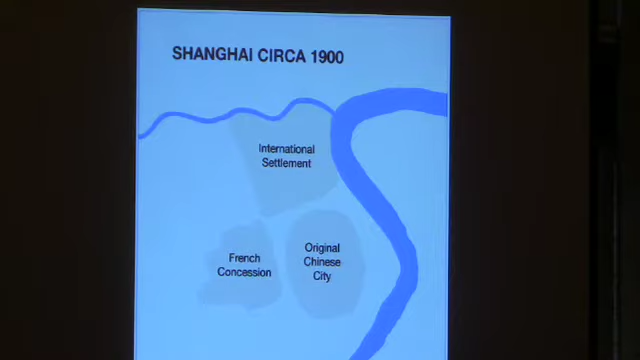 SHANGHAI CIRCA 1900
International
Settlement
French
Concession
Original
Chinese
City